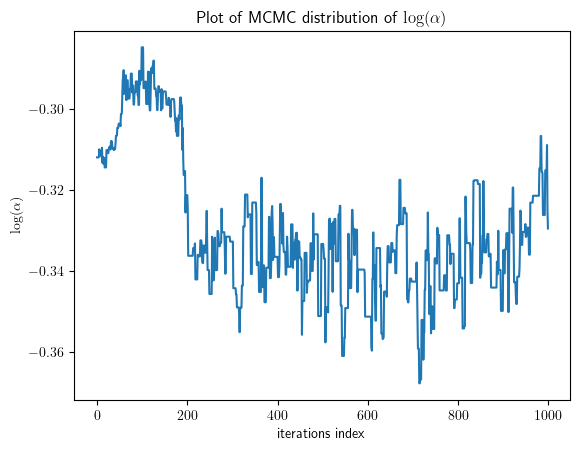 Plot of MCMC distribution of log(α)
log(α)
−0.30
−0.32
−0.34
−0.36
0 200 400 600 800 1000
iterations index